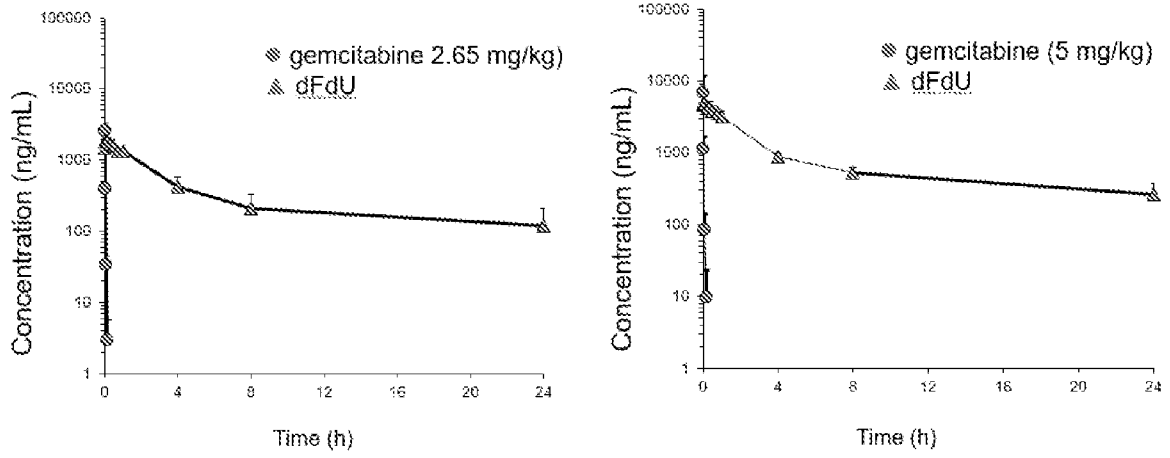 100000
10000
1000
100
10
1
Concentration (ng/mL)
gemcitabine 2.65 mg/kg)
dFdU
0 4 8 12 16 20 24
Time (h)
100000
10000
1000
100
10
1
Concentration (ng/mL)
gemcitabine (5 mg/kg)
dFdU
0 4 8 12 16 20 24
Time (h)